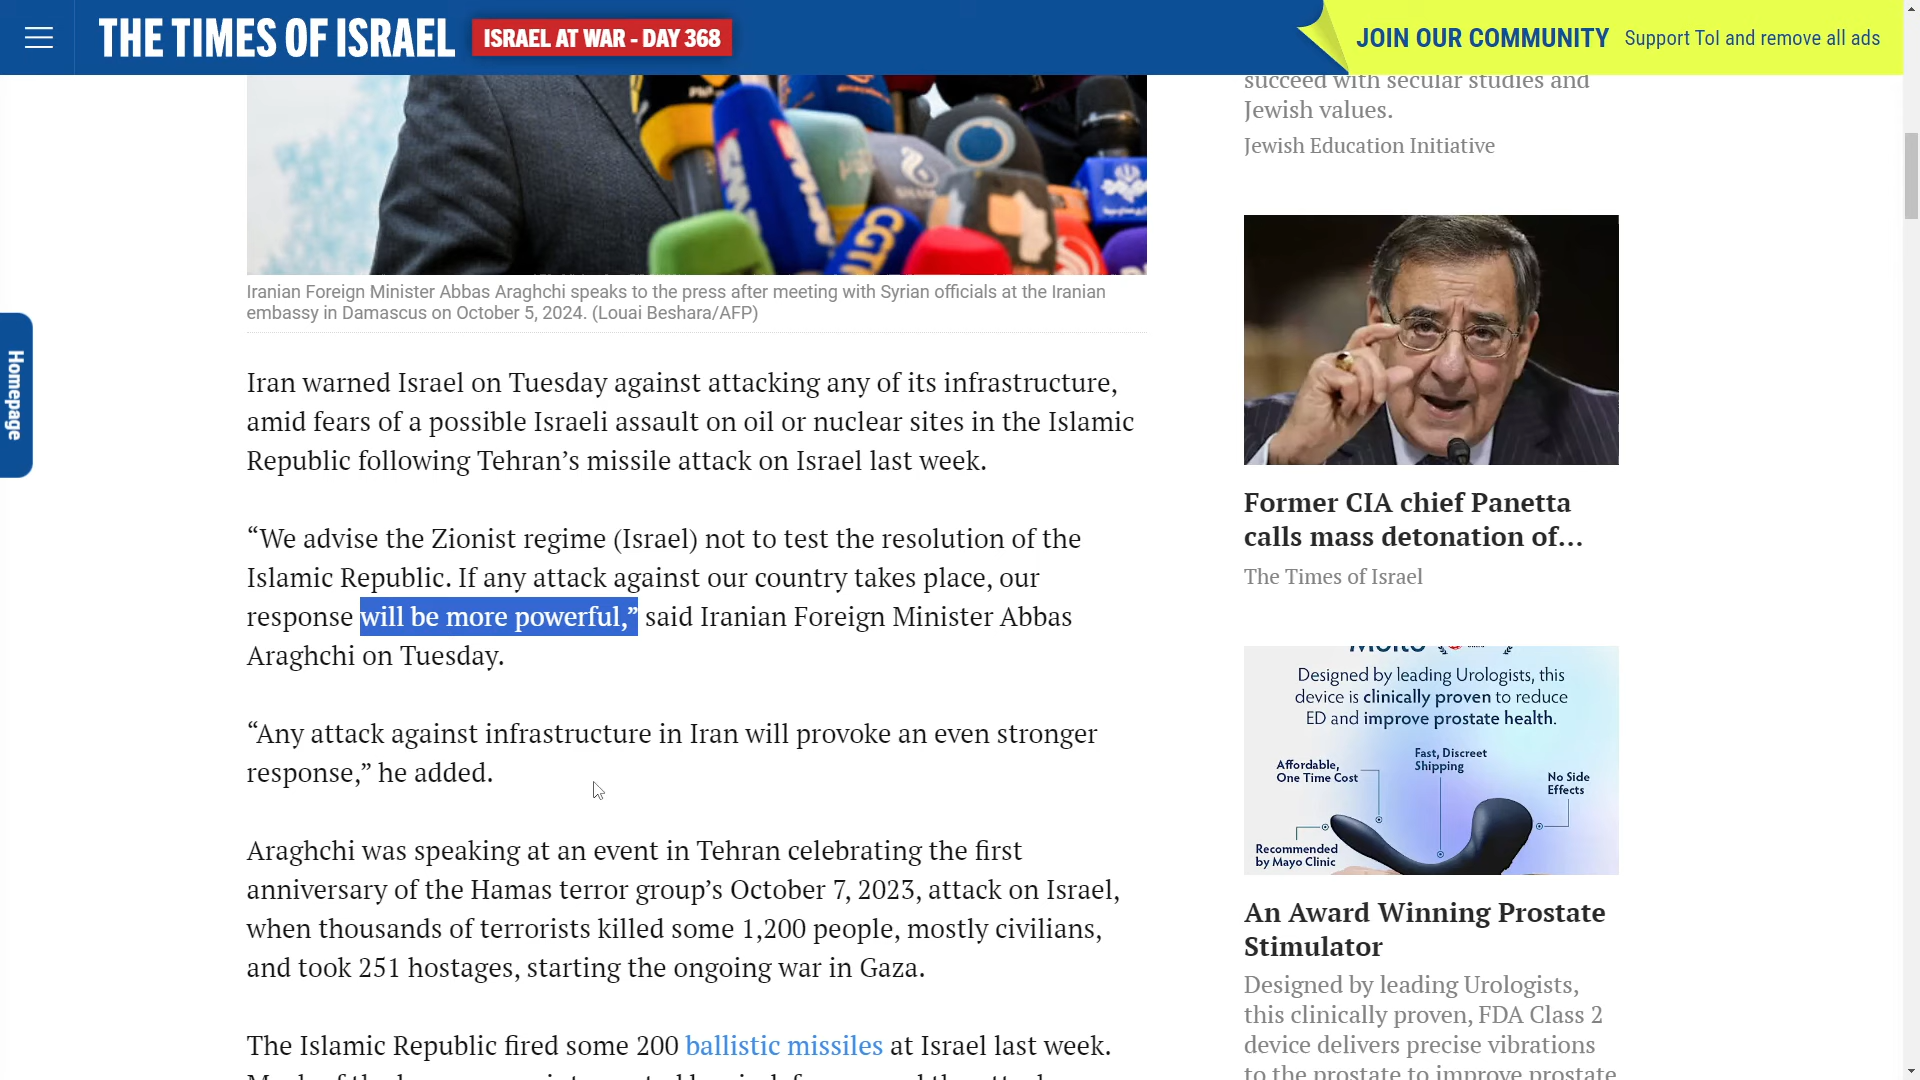 THE TIMES OF ISRAEL
ISRAEL AT WAR - DAY 368
JOIN OUR COMMUNITY Support ToI and remove all ads
Homepage
CGTN
Iranian Foreign Minister Abbas Araghchi speaks to the press after meeting with Syrian officials at the Iranian
embassy in Damascus on October 5, 2024. (Louai Beshara/AFP)
Iran warned Israel on Tuesday against attacking any of its infrastructure,
amid fears of a possible Israeli assault on oil or nuclear sites in the Islamic
Republic following Tehran’s missile attack on Israel last week.
“We advise the Zionist regime (Israel) not to test the resolution of the
Islamic Republic. If any attack against our country takes place, our
response will be more powerful,” said Iranian Foreign Minister Abbas
Araghchi on Tuesday.
“Any attack against infrastructure in Iran will provoke an even stronger
response,” he added.
Araghchi was speaking at an event in Tehran celebrating the first
anniversary of the Hamas terror group’s October 7, 2023, attack on Israel,
when thousands of terrorists killed some 1,200 people, mostly civilians,
and took 251 hostages, starting the ongoing war in Gaza.
The Islamic Republic fired some 200 ballistic missiles at Israel last week.
succeed with secular studies and
Jewish values.
Jewish Education Initiative
Former CIA chief Panetta
calls mass detonation of...
The Times of Israel
Designed by leading Urologists, this
device is clinically proven to reduce
ED and improve prostate health.
Affordable,
One Time Cost
Fast, Discreet
Shipping
No Side
Effects
Recommended
by Mayo Clinic
An Award Winning Prostate
Stimulator
Designed by leading Urologists,
this clinically proven, FDA Class 2
device delivers precise vibrations
to the prostate to improve prostate